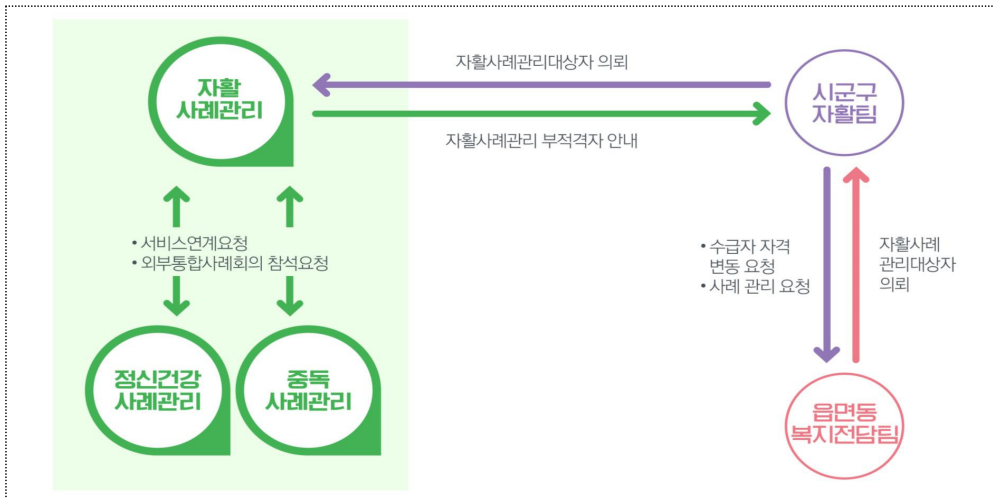 자활사례관리대상자 의뢰
자활
사례관리
시군구
자활팀
자활사례관리 부적격자 안내
• 서비스연계요청
• 외부통합사례회의 참석요청
• 수급자 자격
변동 요청
• 사례 관리 요청
자활사례
관리대상자
의뢰
정신건강
사례관리
중독
사례관리
읍면동
복지전담팀